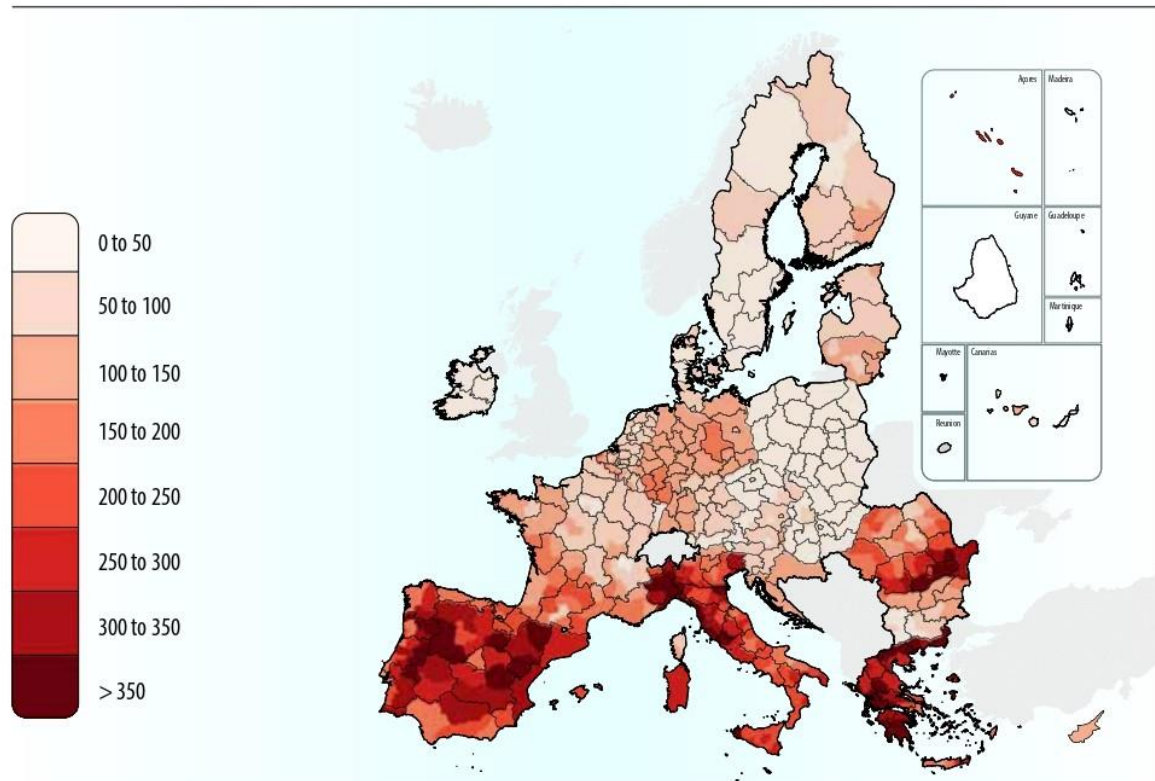 0 to 50
50 to 100
100 to 150
150 to 200
200 to 250
250 to 300
300 to 350
> 350
Açores
Madeira
Guyane
Guadeloupe
Martinique
Mayotte
Canarias
Reunion